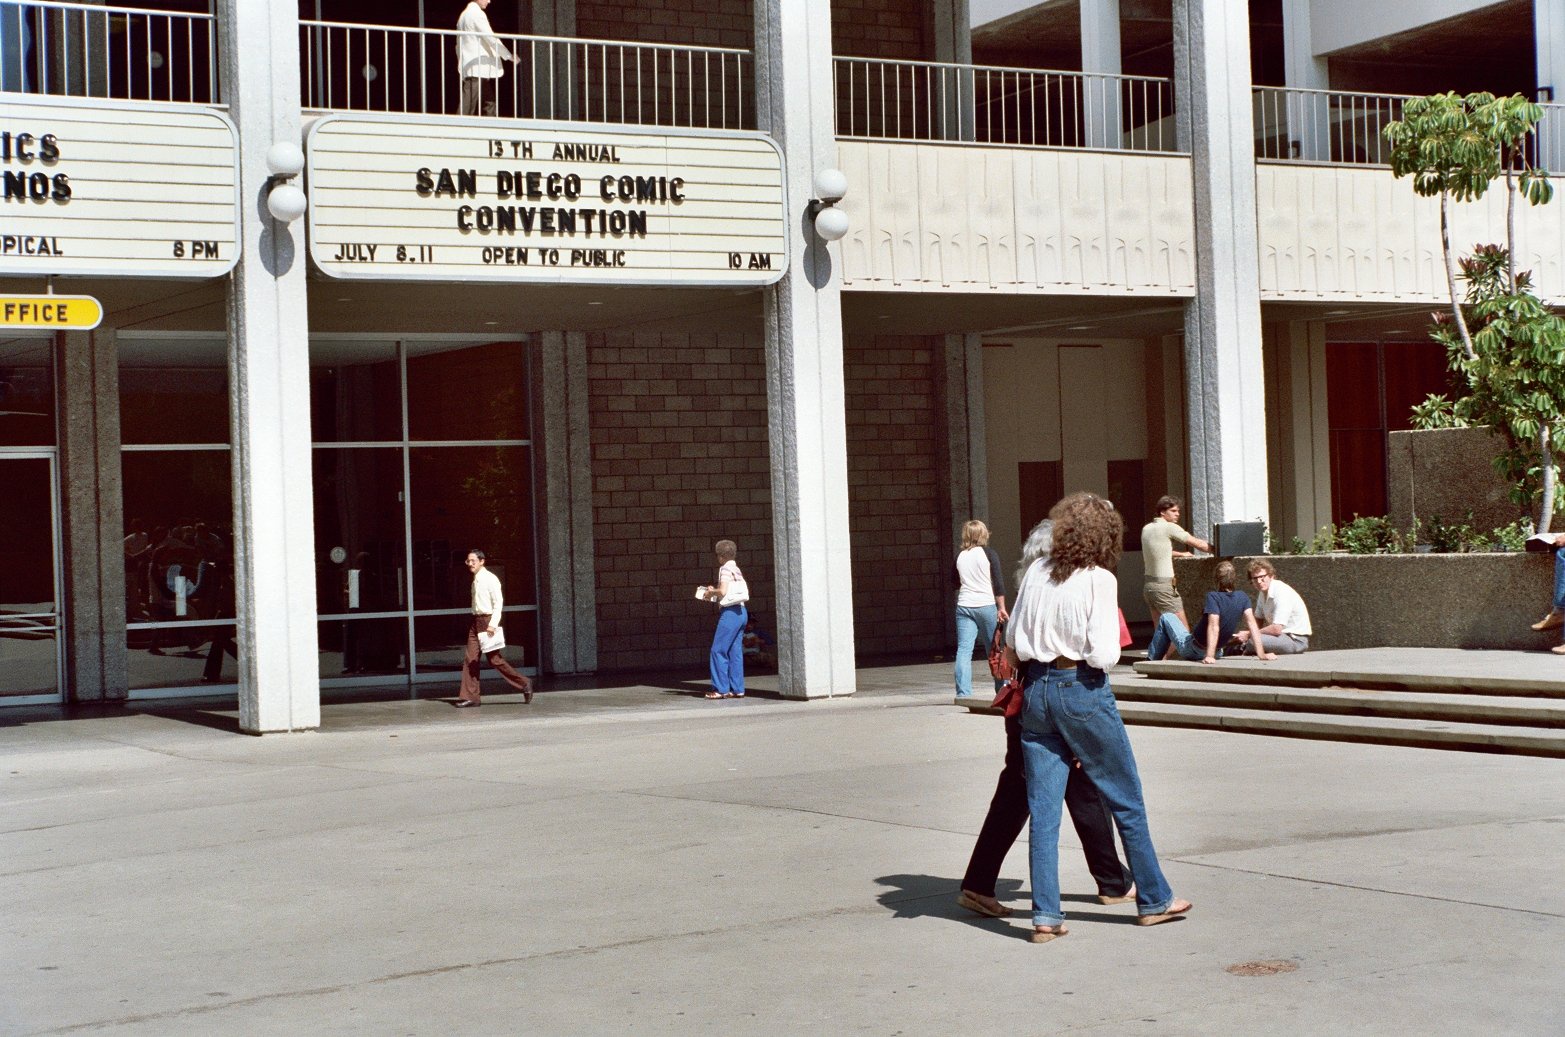 ICS
NOS
OPICAL
8 PM
FFICE
13 TH ANNUAL
SAN DIEGO COMIC
CONVENTION
JULY 8.11 OPEN TO PUBLIC 10 AM